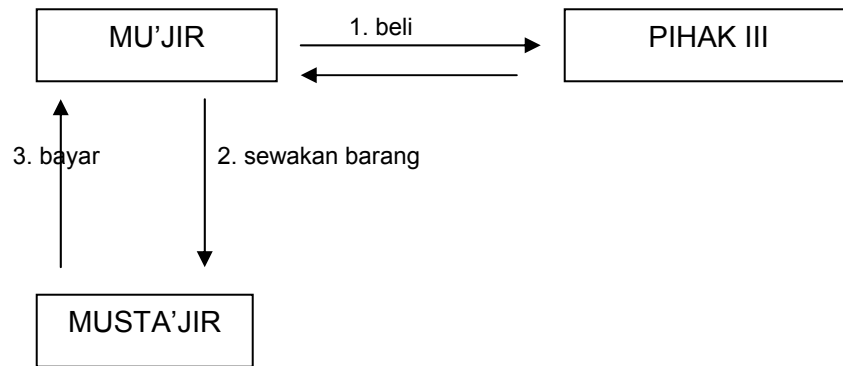 MU’JIR
1. beli
PIHAK III
3. bayar
2. sewakan barang
MUSTA’JIR